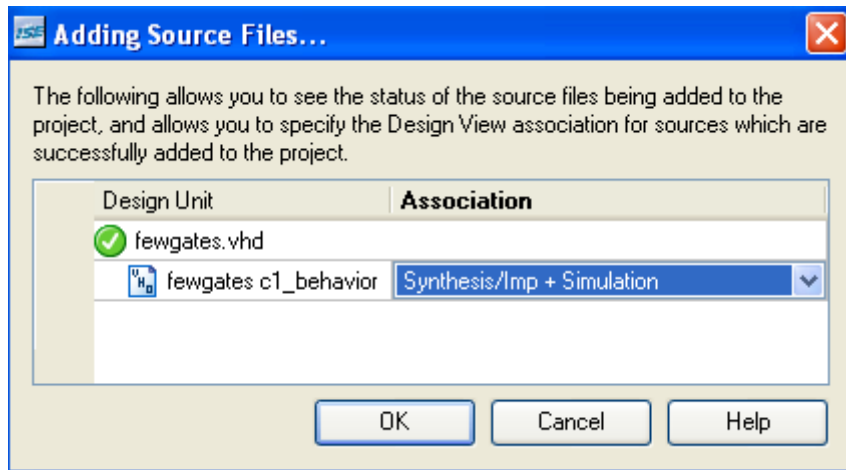 ISE Adding Source Files...
The following allows you to see the status of the source files being added to the
project, and allows you to specify the Design View association for sources which are
successfully added to the project.
Design Unit Association
fewgates.vhd
VHD fewgates c1_behavior Synthesis/Imp + Simulation
OK Cancel Help